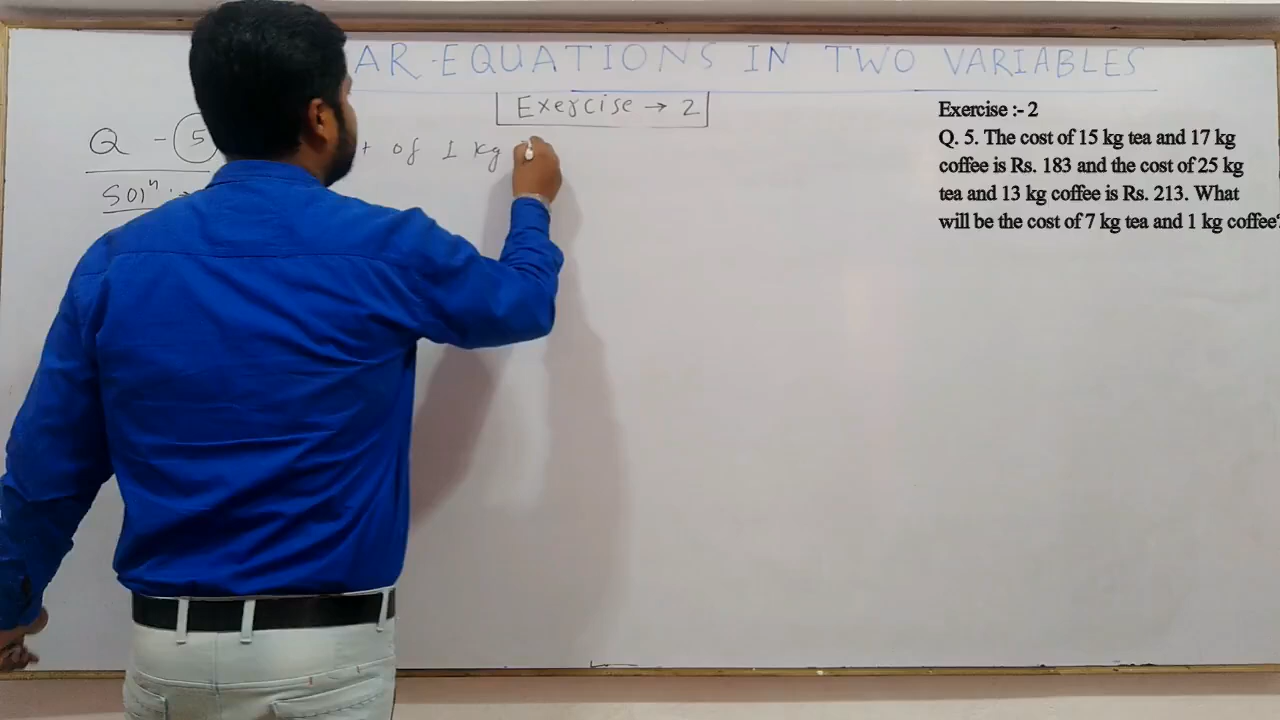 AR EQUATIONS IN TWO VARIABLES
Exercise → 2
Q - 5
of 1 kg
Solⁿ.
Exercise :- 2
Q. 5. The cost of 15 kg tea and 17 kg
coffee is Rs. 183 and the cost of 25 kg
tea and 13 kg coffee is Rs. 213. What
will be the cost of 7 kg tea and 1 kg coffee?